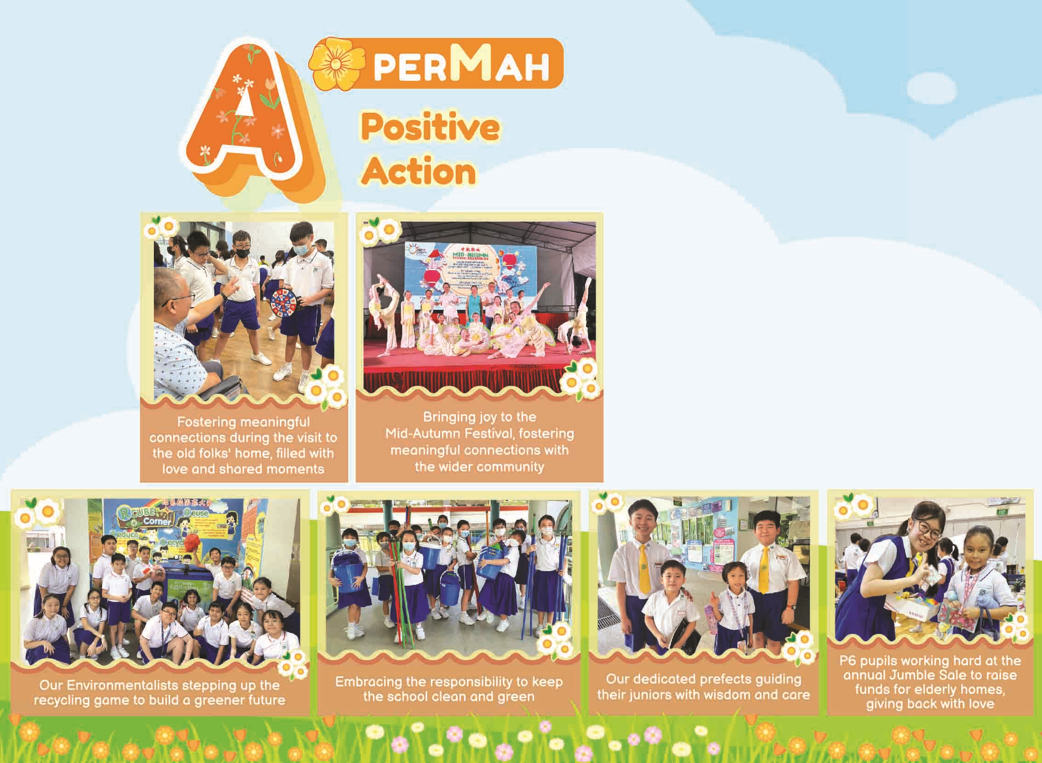 A
PERMAH
Positive
Action
MID-AUTUMN
Fostering meaningful
connections during the visit to
the old folks' home, filled with
love and shared moments
Bringing joy to the
Mid-Autumn Festival, fostering
meaningful connections with
the wider community
Corner
Our Environmentalists stepping up the
recycling game to build a greener future
Embracing the responsibility to keep
the school clean and green
Our dedicated prefects guiding
their juniors with wisdom and care
P6 pupils working hard at the
annual Jumble Sale to raise
funds for elderly homes,
giving back with love